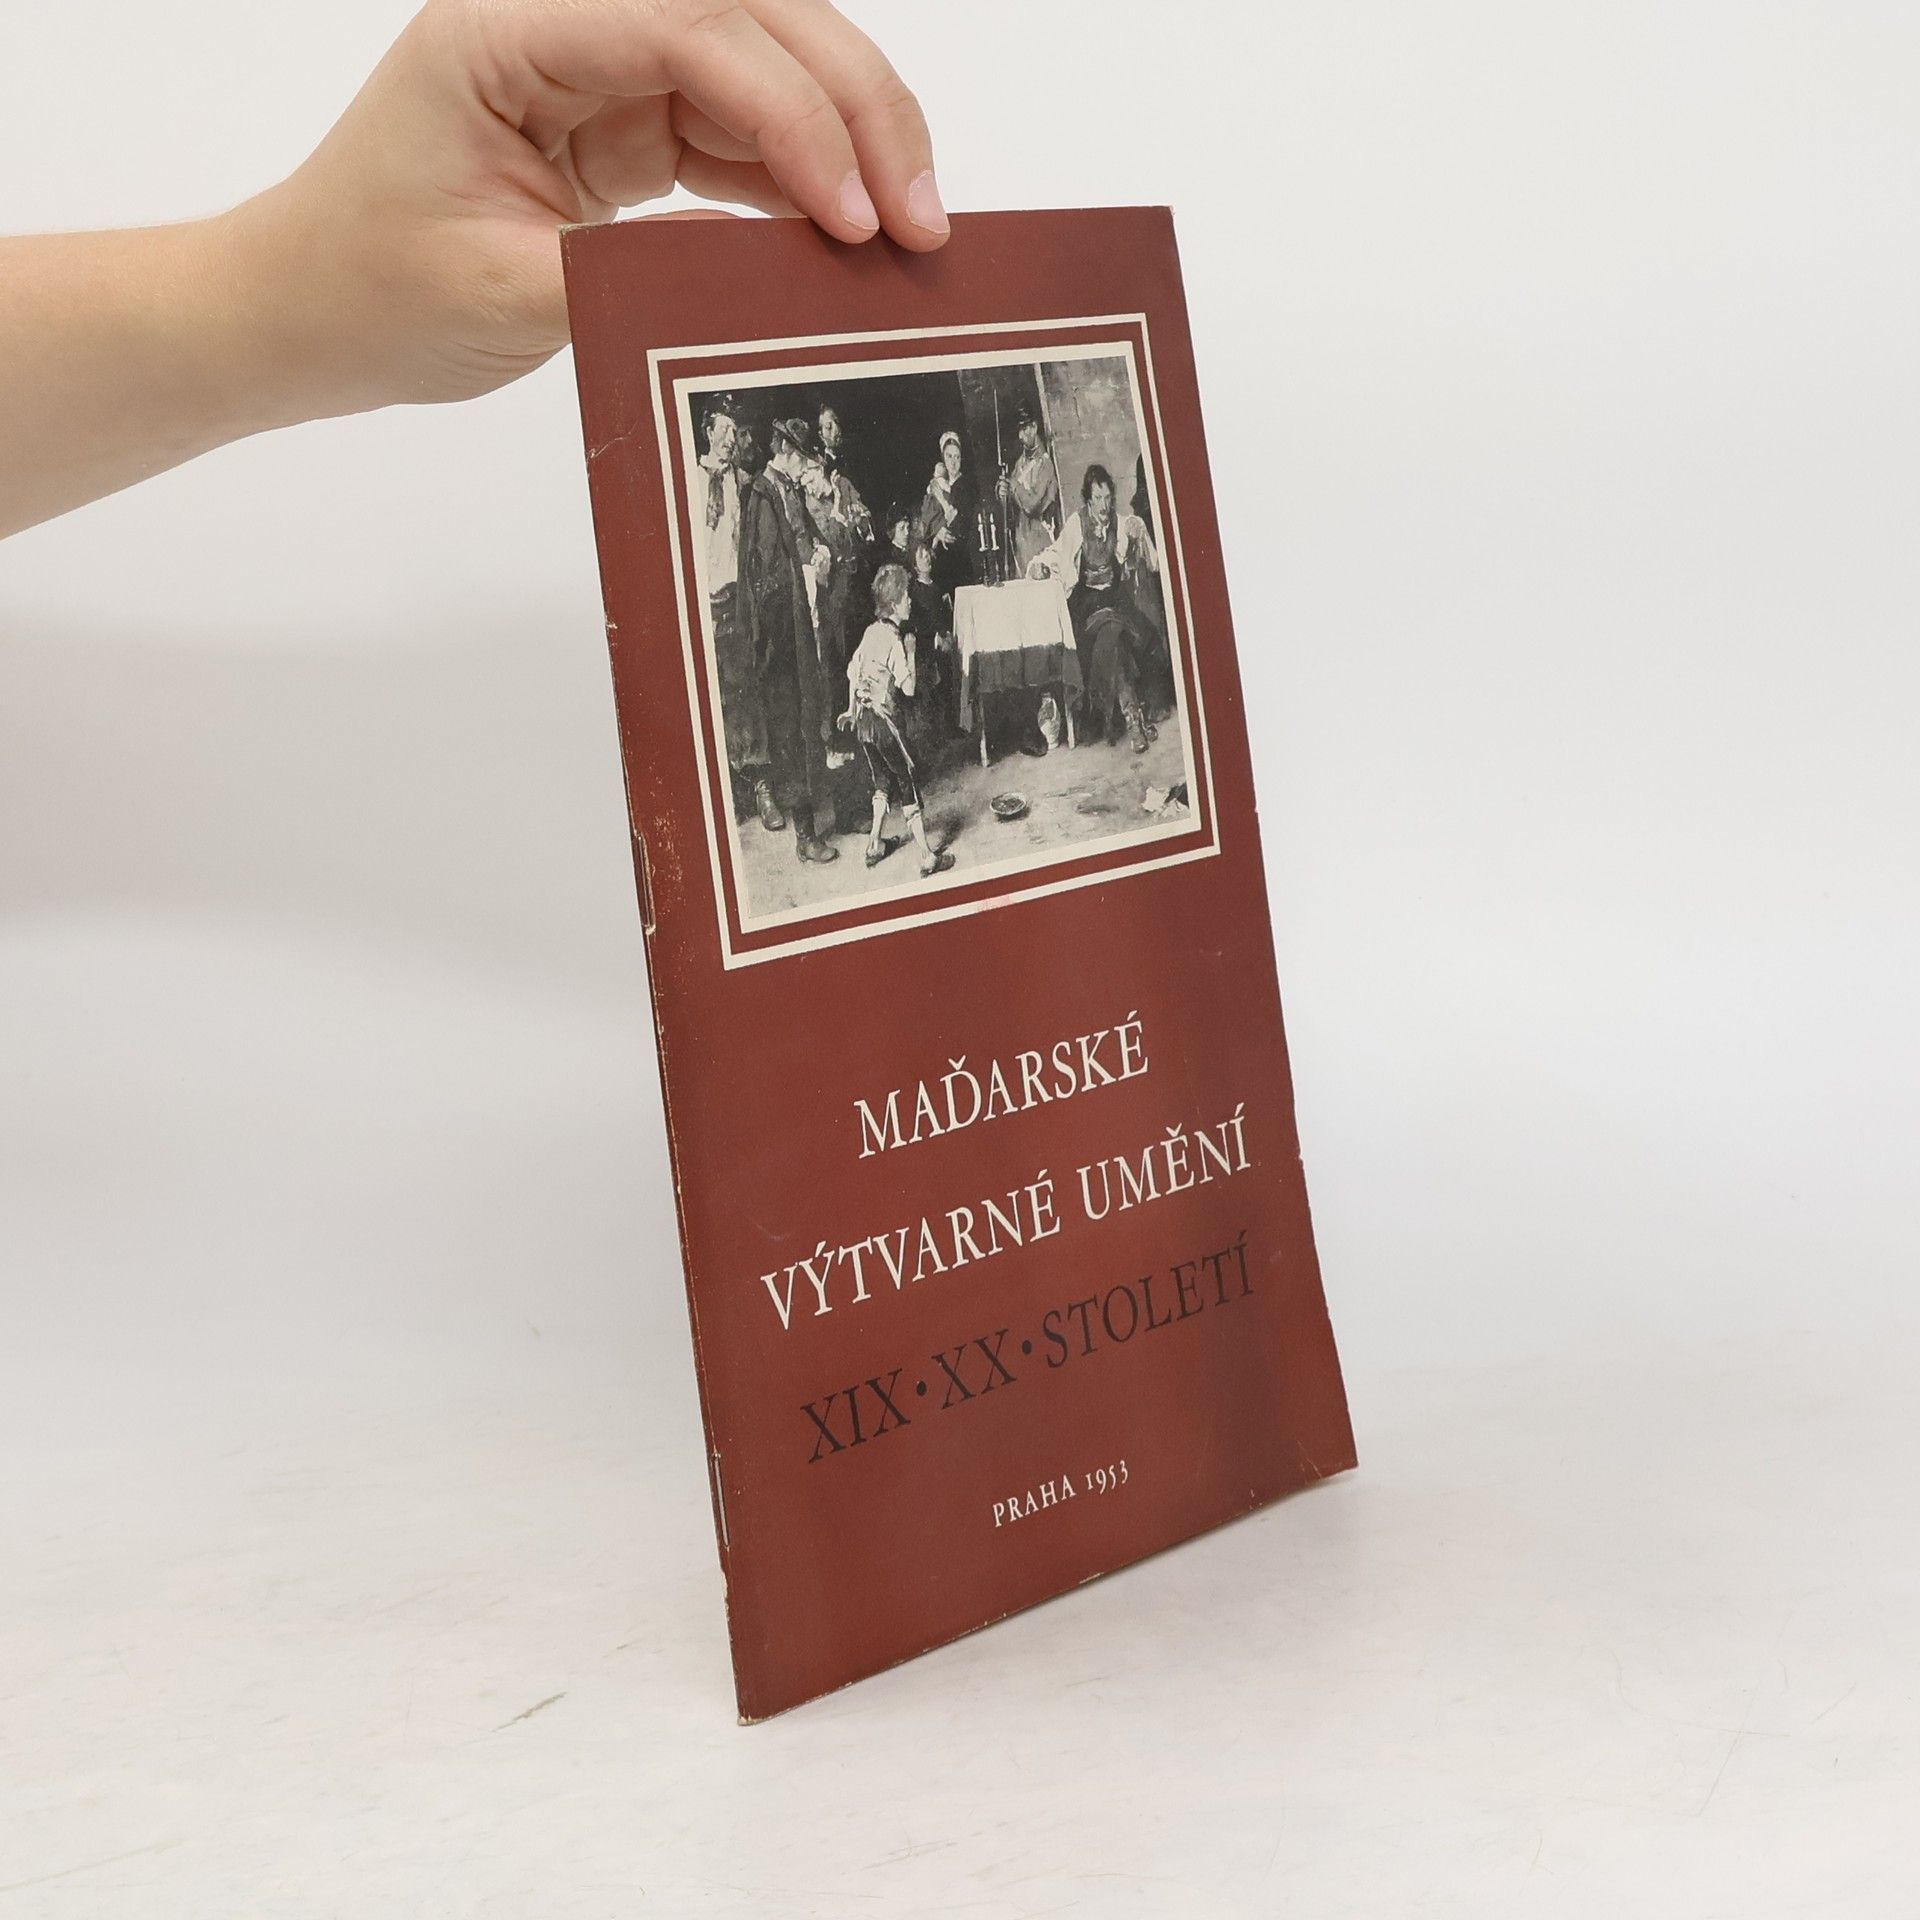 MAĎARSKÉ
VÝTVARNÉ UMĚNÍ
XIX • XX • STOLETÍ
PRAHA 1953